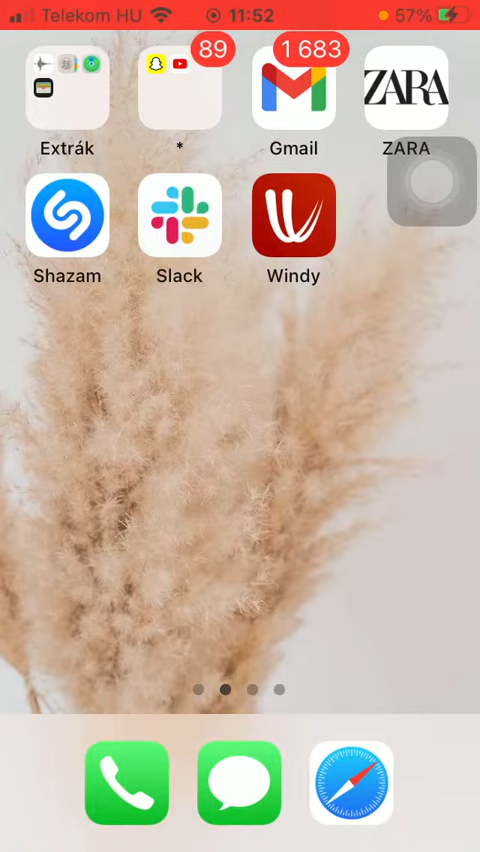 Telekom HU 11:52 57%
89 1 683
ZARA
Extrák * Gmail ZARA
Shazam Slack Windy